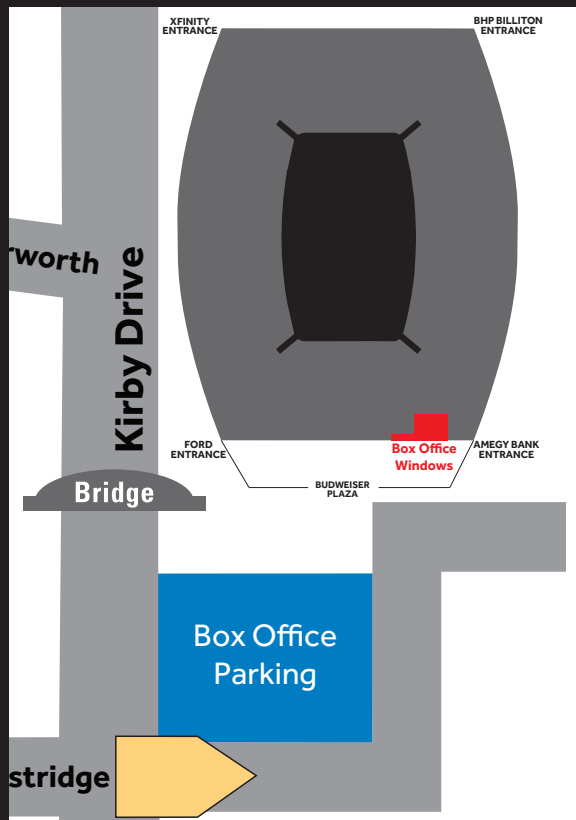 XFINITY
ENTRANCE
BHP BILLITON
ENTRANCE
rworth
Kirby Drive
FORD
ENTRANCE
Box Office
Windows
AMEGY BANK
ENTRANCE
Bridge
BUDWEISER
PLAZA
Box Office
Parking
stridge